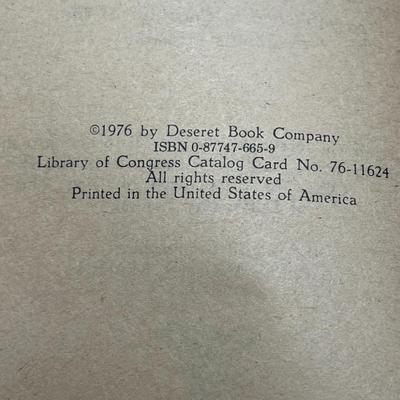 ©1976 by Deseret Book Company
ISBN 0-87747-665-9
Library of Congress Catalog Card No. 76-11624
All rights reserved
Printed in the United States of America